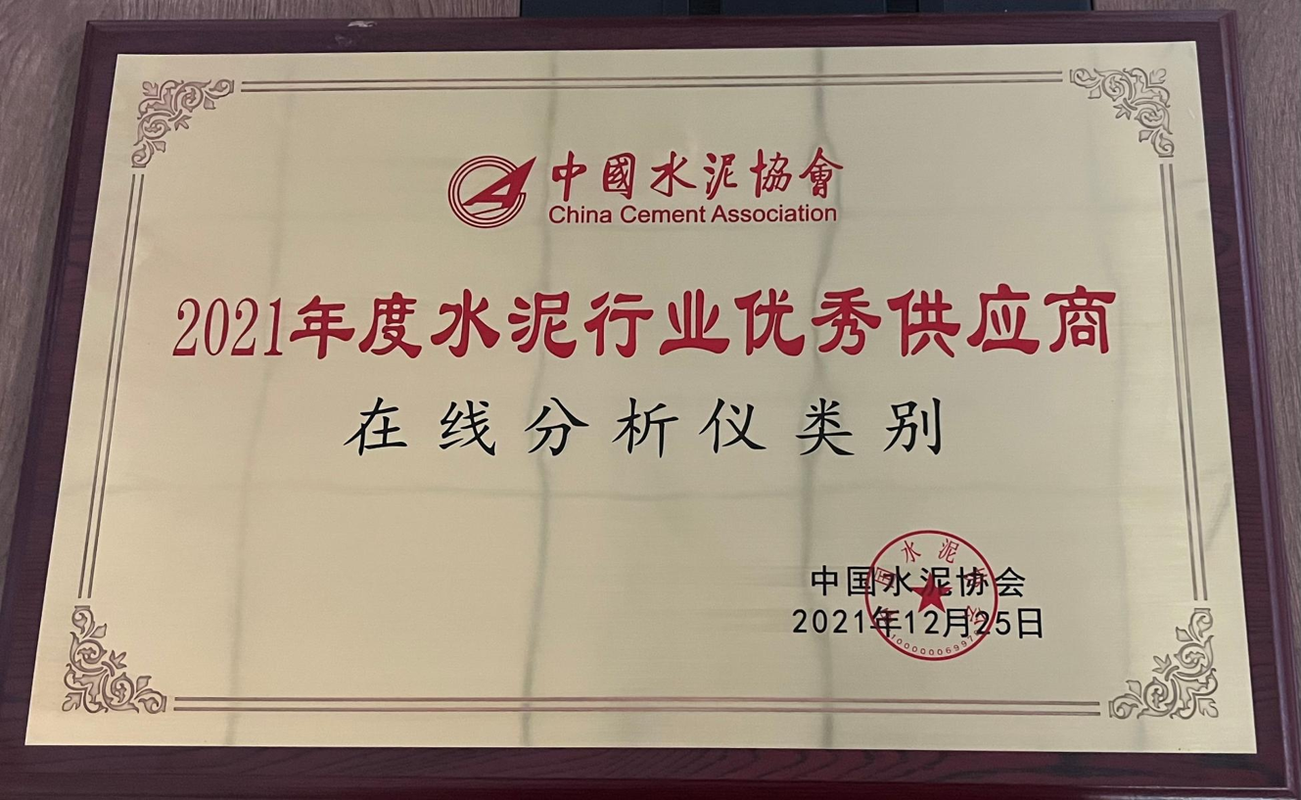 中國水泥協會
China Cement Association
2021年度水泥行业优秀供应商
在线分析仪类别
中国水泥协会
2021年12月25日